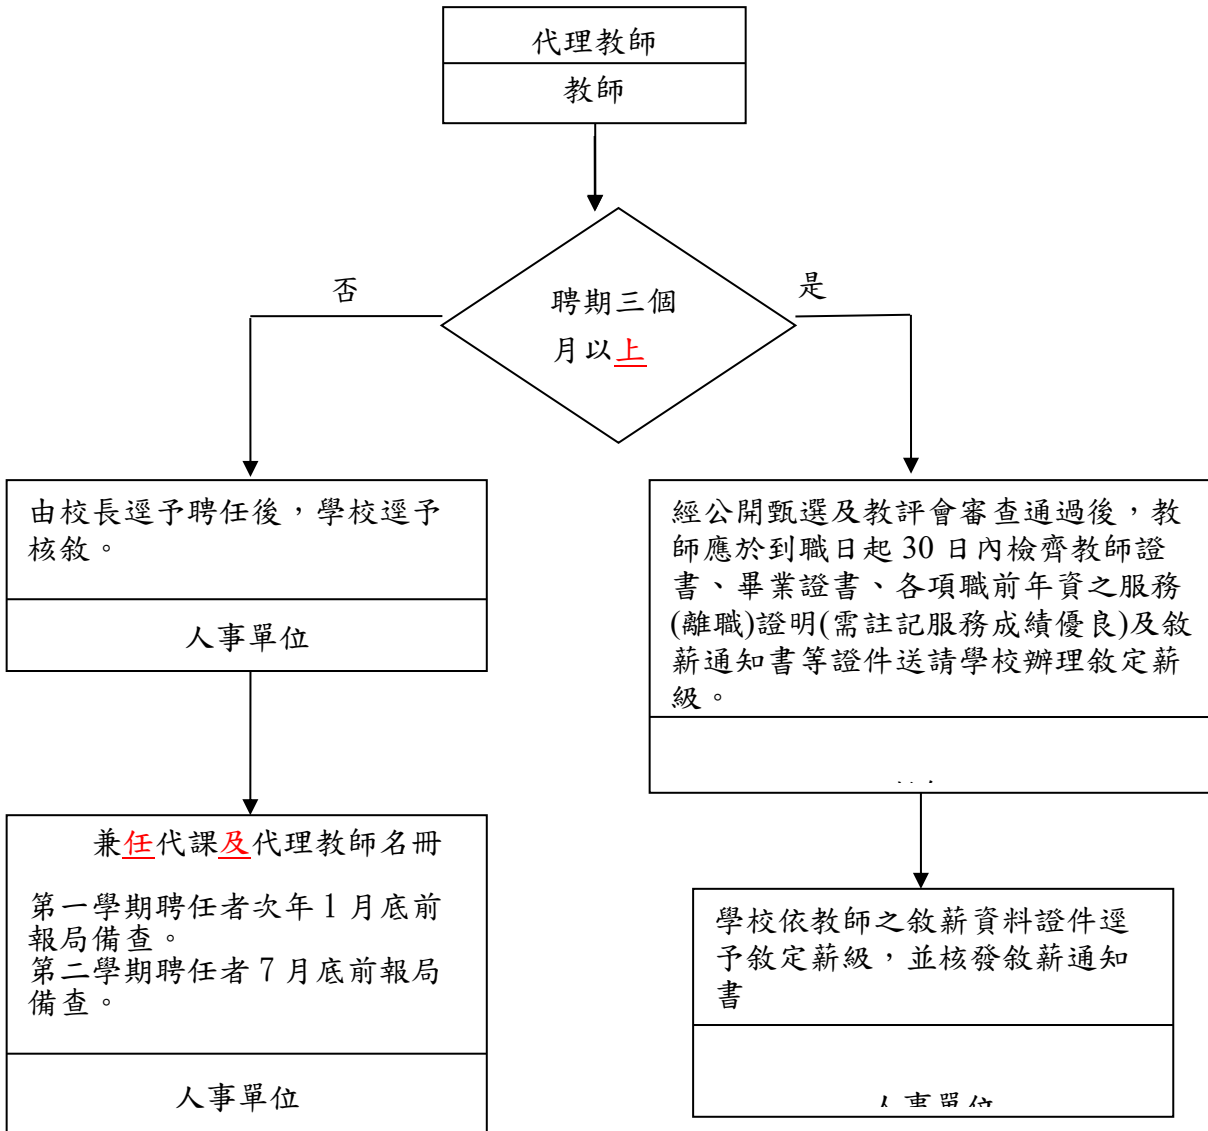 代理教師
教師
聘期三個
月以上
否
是
由校長逕予聘任後，學校逕予
核敘。
人事單位
兼任代課及代理教師名冊
第一學期聘任者次年1月底前
報局備查。
第二學期聘任者7月底前報局
備查。
人事單位
經公開甄選及教評會審查通過後，教
師應於到職日起 30 日內檢齊教師證
書、畢業證書、各項職前年資之服務
(離職)證明(需註記服務成績優良)及敘
薪通知書等證件送請學校辦理敘定薪
級。
學校依教師之敘薪資料證件逕
予敘定薪級，並核發敘薪通知
書
人事單位